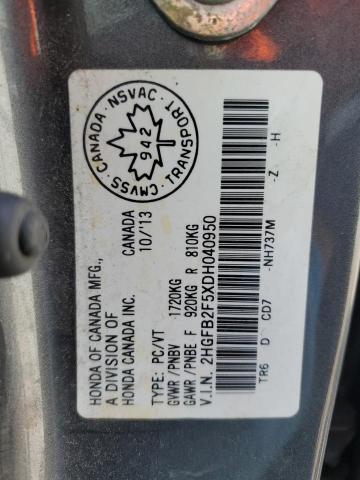 HONDA OF CANADA MFG.,
A DIVISION OF
HONDA CANADA INC. CANADA
TYPE: PC/VT 10/'13
GVWR /PNBV 1720KG
GAWR /PNBE F 920KG R 810KG
V.I.N. 2HGFB2F5XDH040950
TR6 D CD7 -NH737M -Z -H
CANADA · NSVAC · TRANSPORT · CMVSS
942